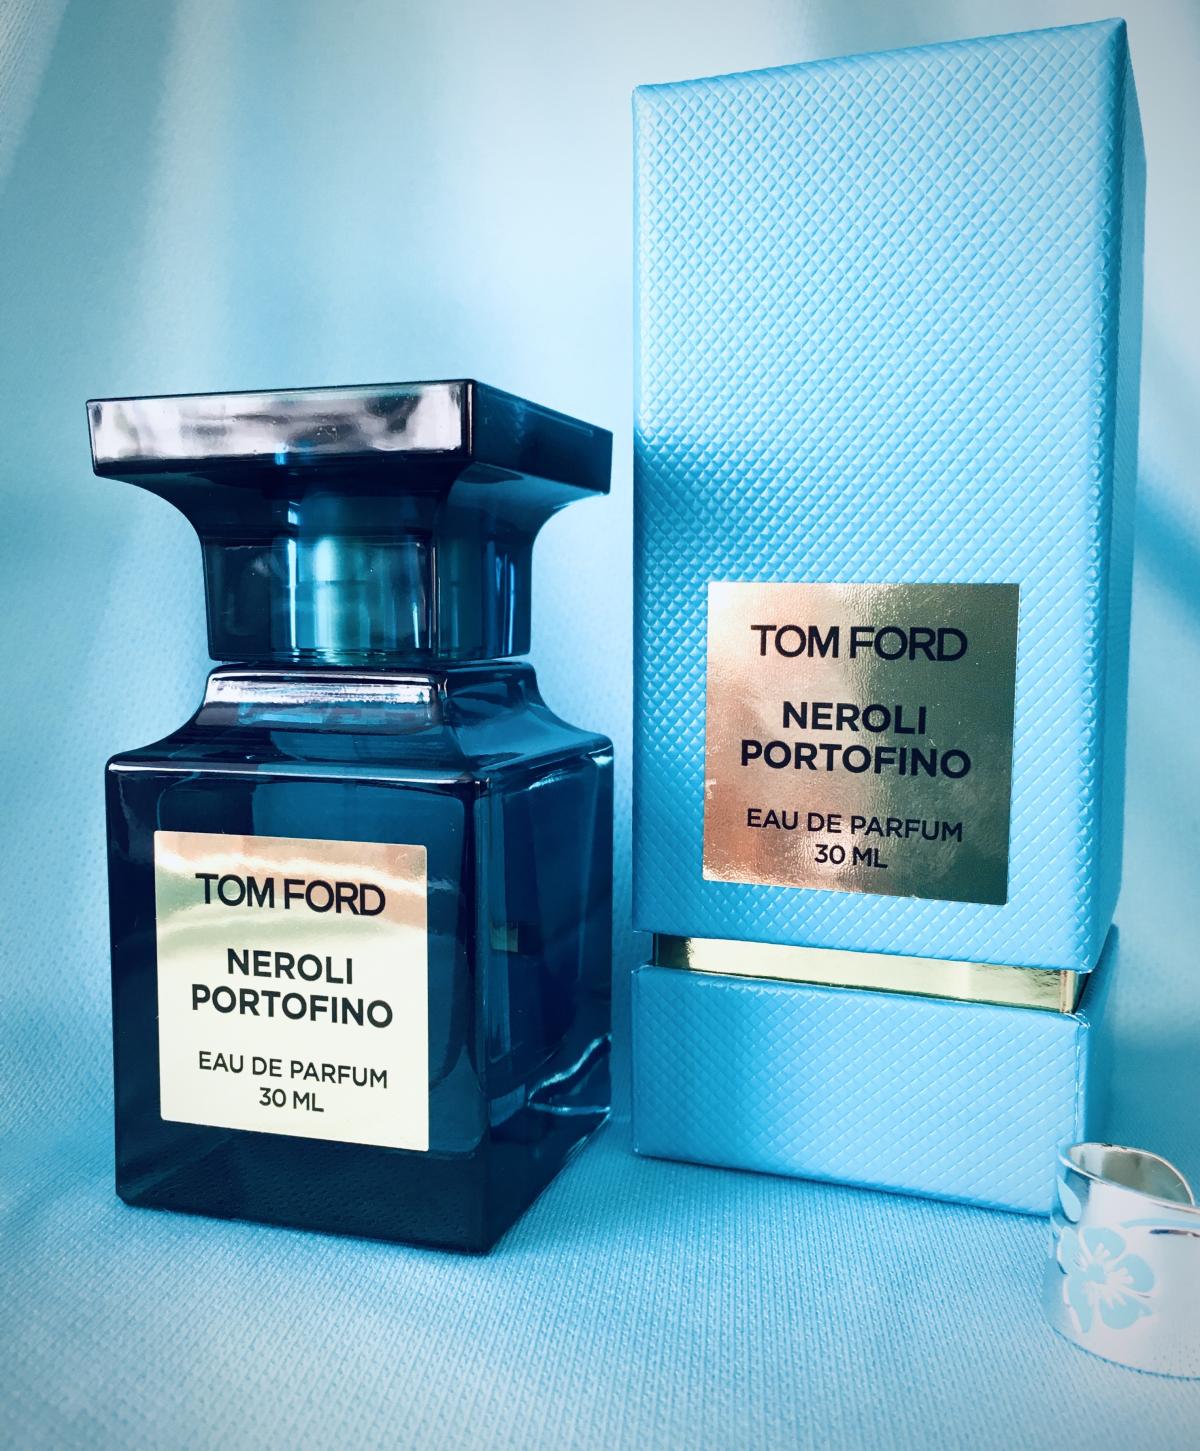 TOM FORD
NEROLI
PORTOFINO
EAU DE PARFUM
30 ML
TOM FORD
NEROLI
PORTOFINO
EAU DE PARFUM
30 ML